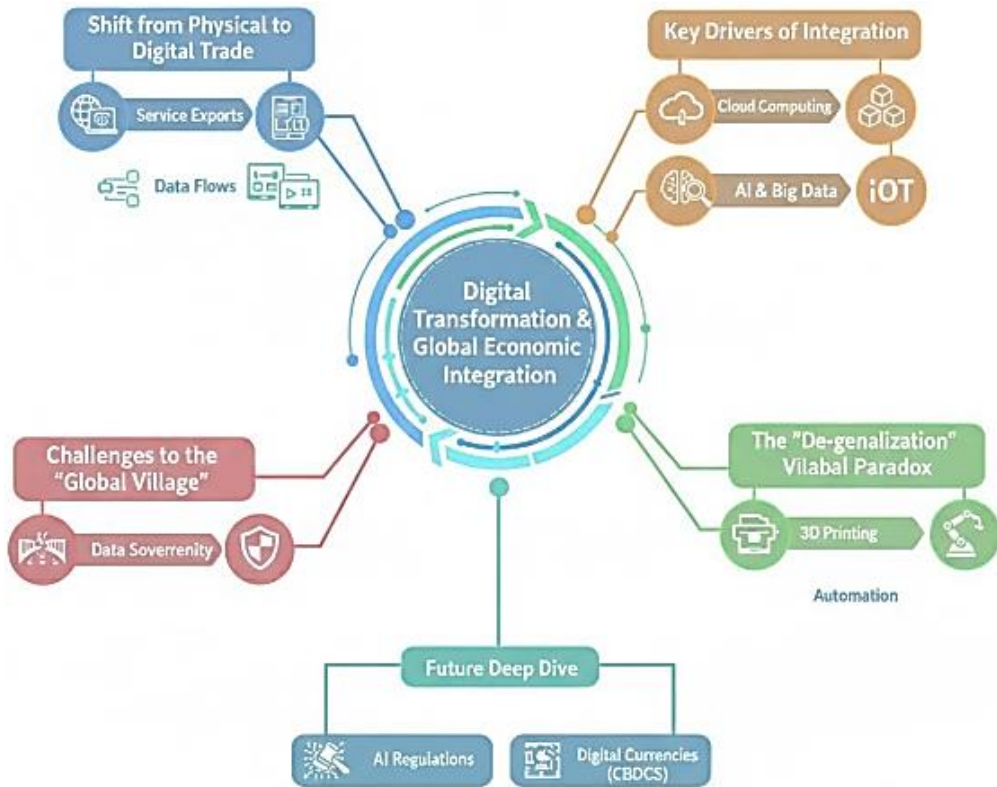 Shift from Physical to
Digital Trade
Service Exports
Data Flows
Key Drivers of Integration
Cloud Computing
AI & Big Data
iOT
Digital
Transformation &
Global Economic
Integration
Challenges to the
"Global Village"
Data Soverrenity
The "De-genalization"
Vilabal Paradox
3D Printing
Automation
Future Deep Dive
AI Regulations
Digital Currencies
(CBDCS)